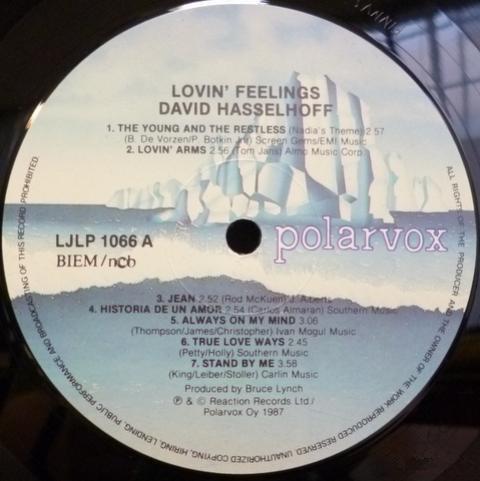 LOVIN' FEELINGS
DAVID HASSELHOFF
1. THE YOUNG AND THE RESTLESS (Nadia's Theme) 2.57
(B. De Vorzen/P. Botkin Jnr) Screen Gems/EMI Music
2. LOVIN' ARMS 2.56 (Tom Jans) Almo Music Corp.
LJLP 1066 A
BIEM/ncb
polarvox
3. JEAN 2.52 (Rod McKuen) J. Alberts
4. HISTORIA DE UN AMOR 2.54 (Carlos Almaran) Southern Music
5. ALWAYS ON MY MIND 3.06
(Thompson/James/Christopher) Ivan Mogul Music
6. TRUE LOVE WAYS 2.45
(Petty/Holly) Southern Music
7. STAND BY ME 3.58
(King/Leiber/Stoller) Carlin Music
Produced by Bruce Lynch
℗ & © Reaction Records Ltd./
Polarvox Oy 1987
ALL RIGHTS OF THE PRODUCER AND THE OWNER OF THE WORK REPRODUCED RESERVED. UNAUTHORIZED COPYING, HIRING, LENDING, PUBLIC PERFORMANCE AND BROADCASTING OF THIS RECORD PROHIBITED.